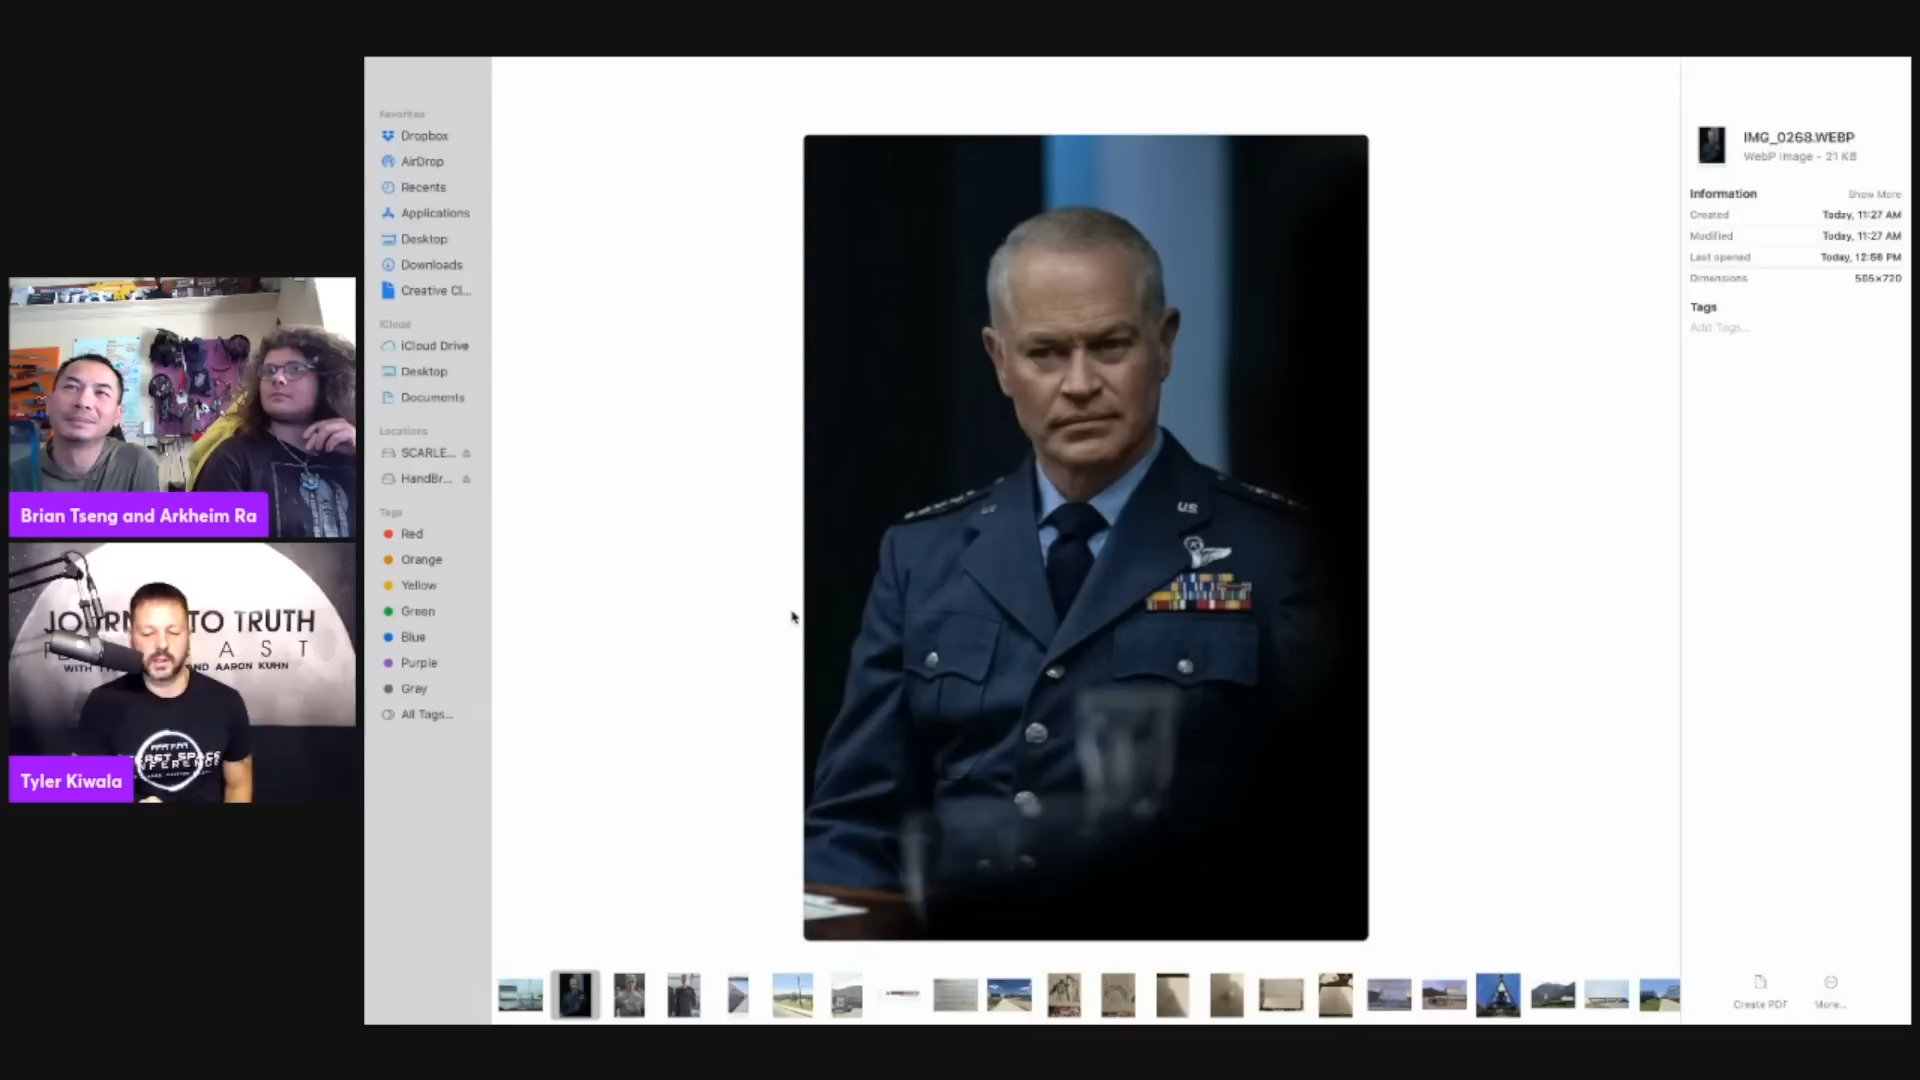 Favorites
Dropbox
AirDrop
Recents
Applications
Desktop
Downloads
Creative Cl...
iCloud
iCloud Drive
Desktop
Documents
Locations
SCARLE...
HandBr...
Tags
Red
Orange
Yellow
Green
Blue
Purple
Gray
All Tags...
U.S.
IMG_0268.WEBP
WebP image - 21 KB
Information
Show More
Created
Today, 11:27 AM
Modified
Today, 11:27 AM
Last opened
Today, 12:56 PM
Dimensions
505×720
Tags
Add Tags...
Create PDF
More...
Brian Tseng and Arkheim Ra
TO TRUTH
AND AARON KUHN
Tyler Kiwala